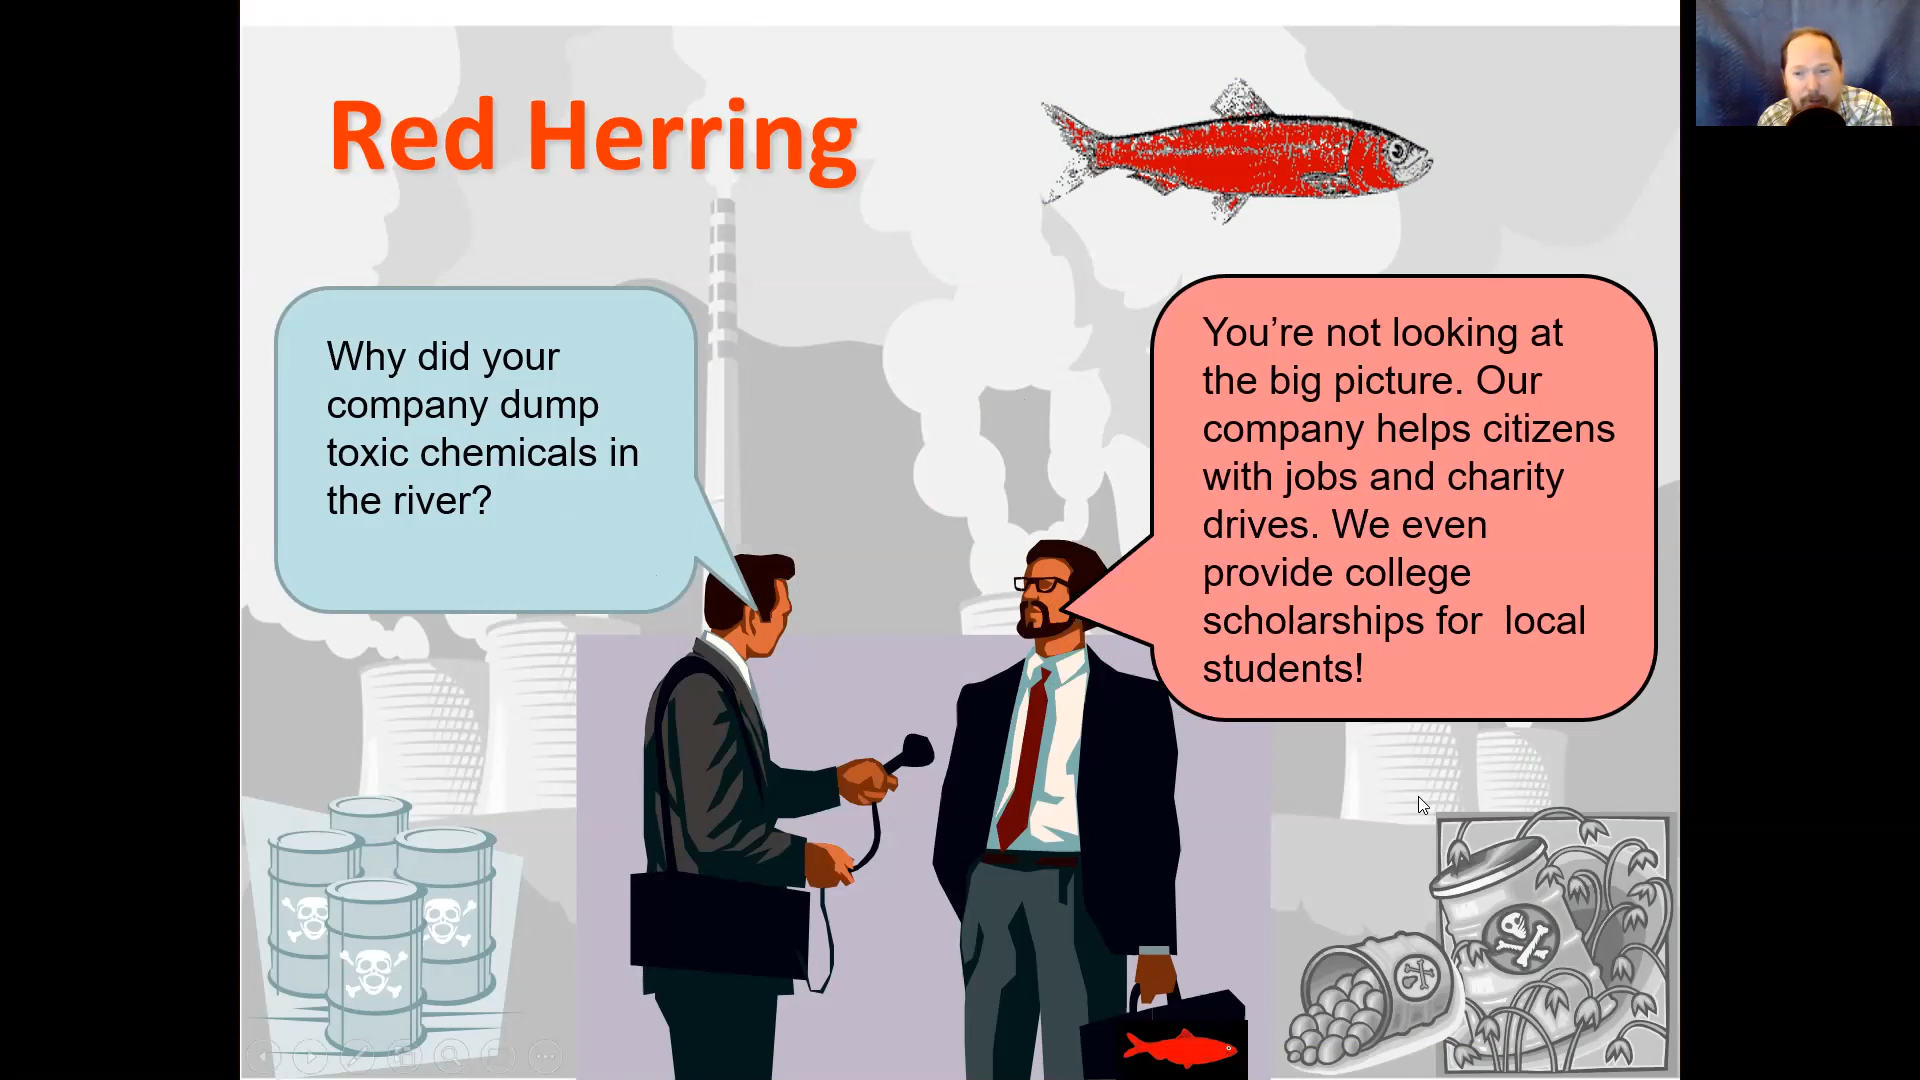 Red Herring
Why did your
company dump
toxic chemicals in
the river?
You’re not looking at
the big picture. Our
company helps citizens
with jobs and charity
drives. We even
provide college
scholarships for  local
students!